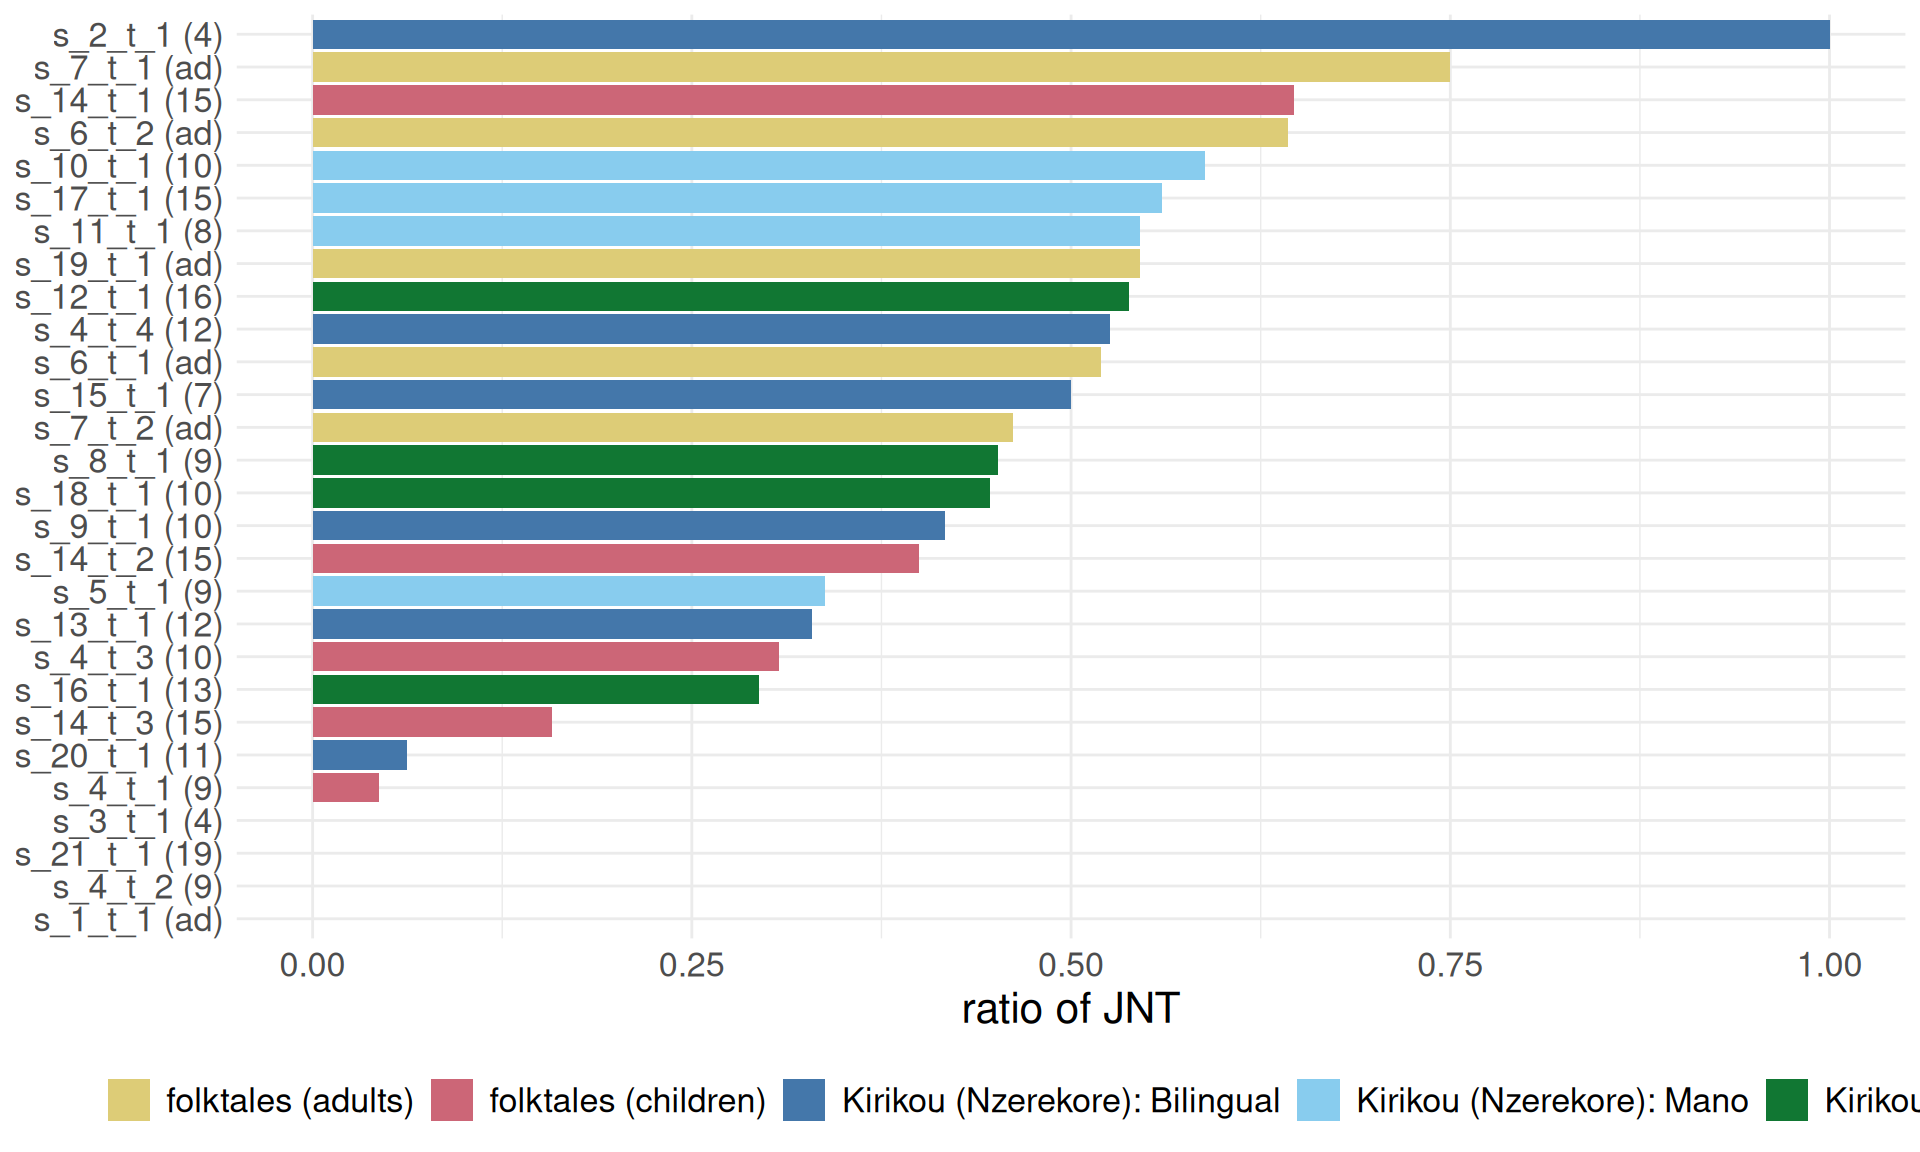 s_2_t_1 (4)
s_7_t_1 (ad)
s_14_t_1 (15)
s_6_t_2 (ad)
s_10_t_1 (10)
s_17_t_1 (15)
s_11_t_1 (8)
s_19_t_1 (ad)
s_12_t_1 (16)
s_4_t_4 (12)
s_6_t_1 (ad)
s_15_t_1 (7)
s_7_t_2 (ad)
s_8_t_1 (9)
s_18_t_1 (10)
s_9_t_1 (10)
s_14_t_2 (15)
s_5_t_1 (9)
s_13_t_1 (12)
s_4_t_3 (10)
s_16_t_1 (13)
s_14_t_3 (15)
s_20_t_1 (11)
s_4_t_1 (9)
s_3_t_1 (4)
s_21_t_1 (19)
s_4_t_2 (9)
s_1_t_1 (ad)
0.00 0.25 0.50 0.75 1.00
ratio of JNT
folktales (adults) folktales (children) Kirikou (Nzerekore): Bilingual Kirikou (Nzerekore): Mano